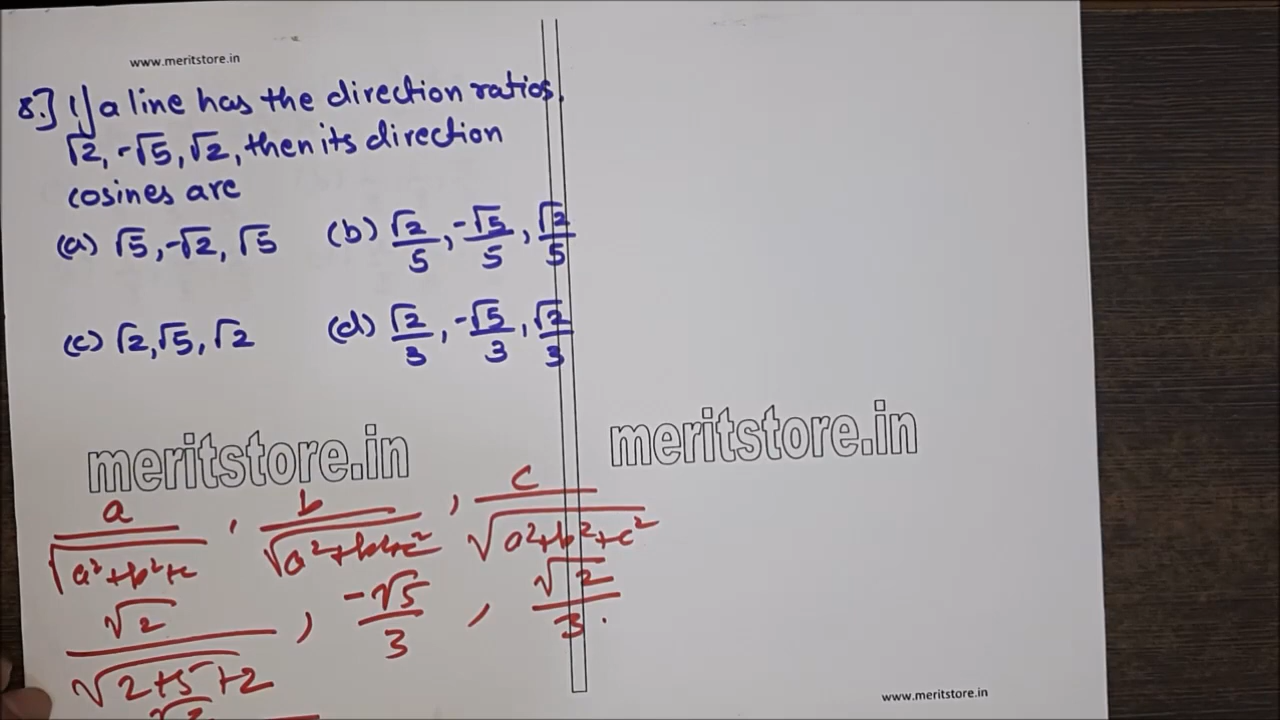 www.meritstore.in
8.] If a line has the direction ratios
√2, -√5, √2, then its direction
cosines are
(a) √5, -√2, √5 (b) √2/5, -√5/5, √2/5
(c) √2, √5, √2 (d) √2/3, -√5/3, √2/3
meritstore.in meritstore.in
a/√(a²+b²+c , b/√(a²+b²+c² , c/√(a²+b²+c²
√2/√(2+5+2) , -√5/3 , √2/3.
www.meritstore.in